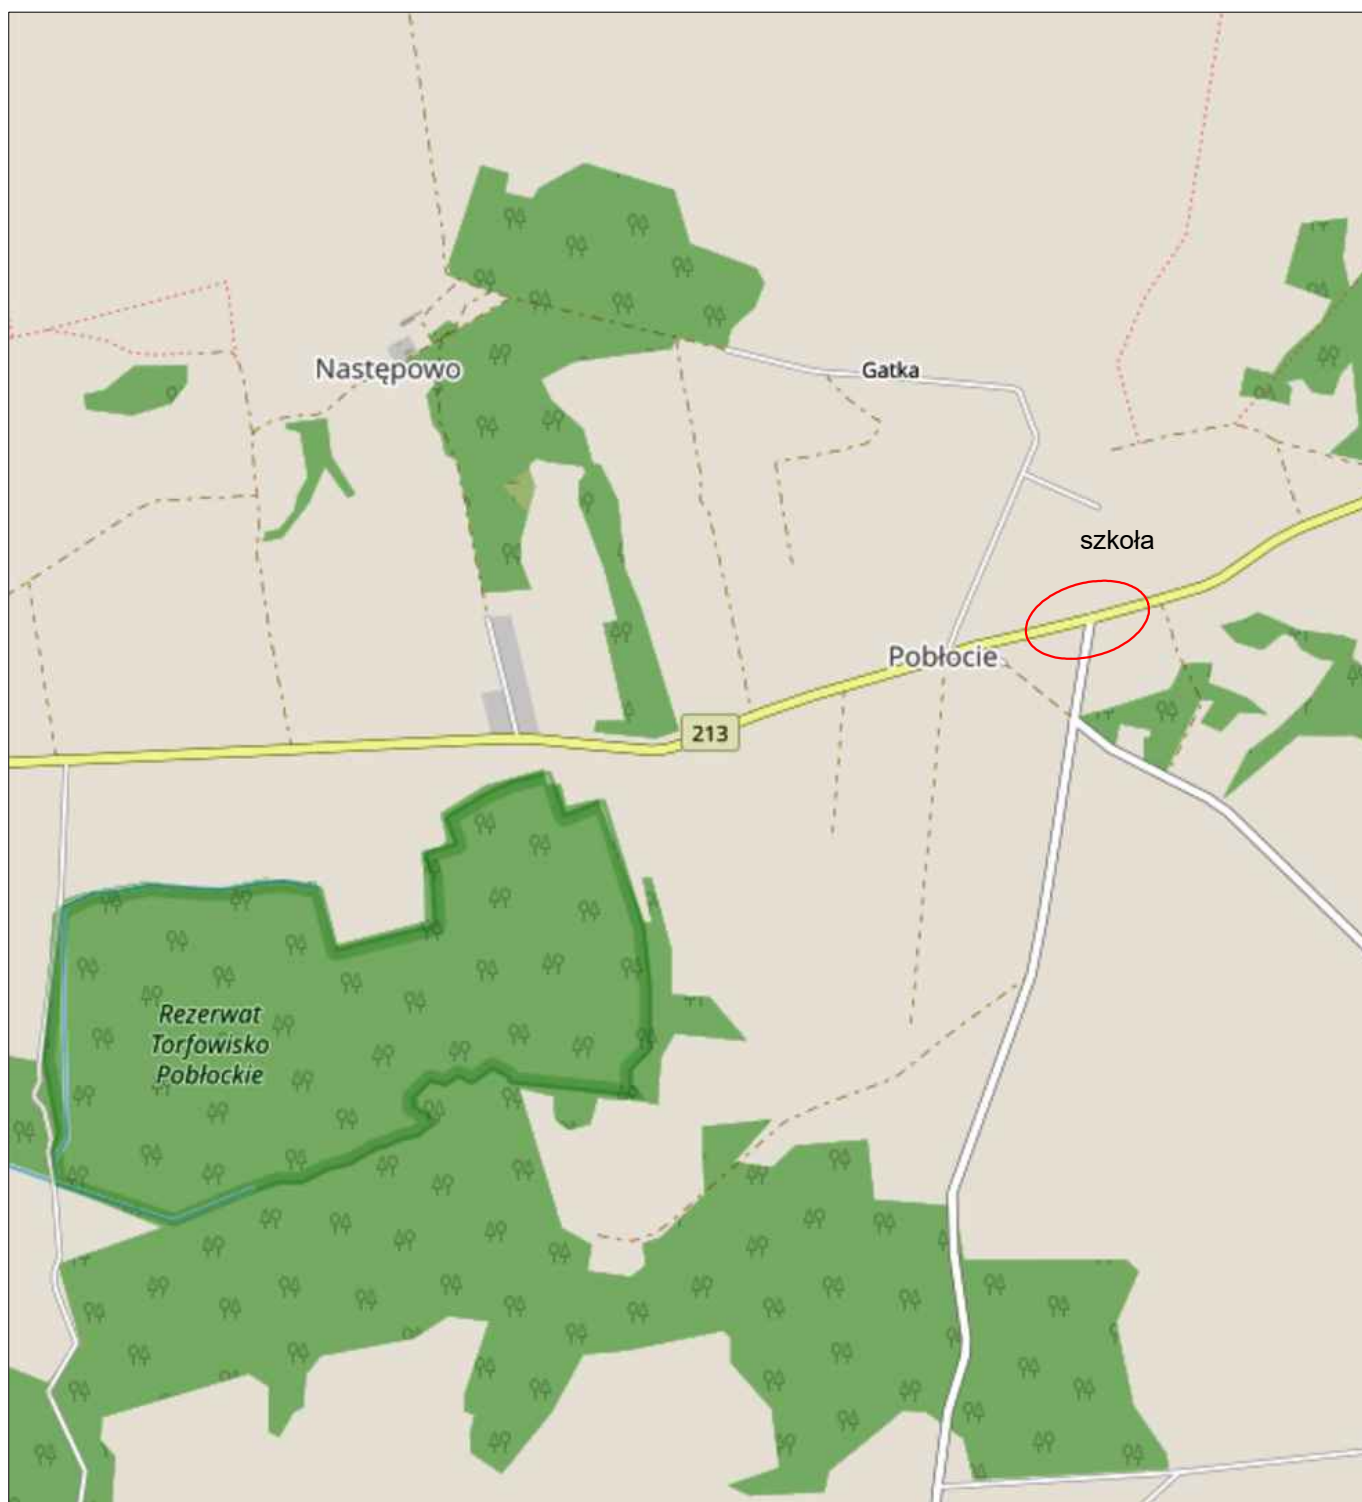 Następowo
Gatka
szkoła
Pobłocie
213
Rezerwat
Torfowisko
Pobłockie